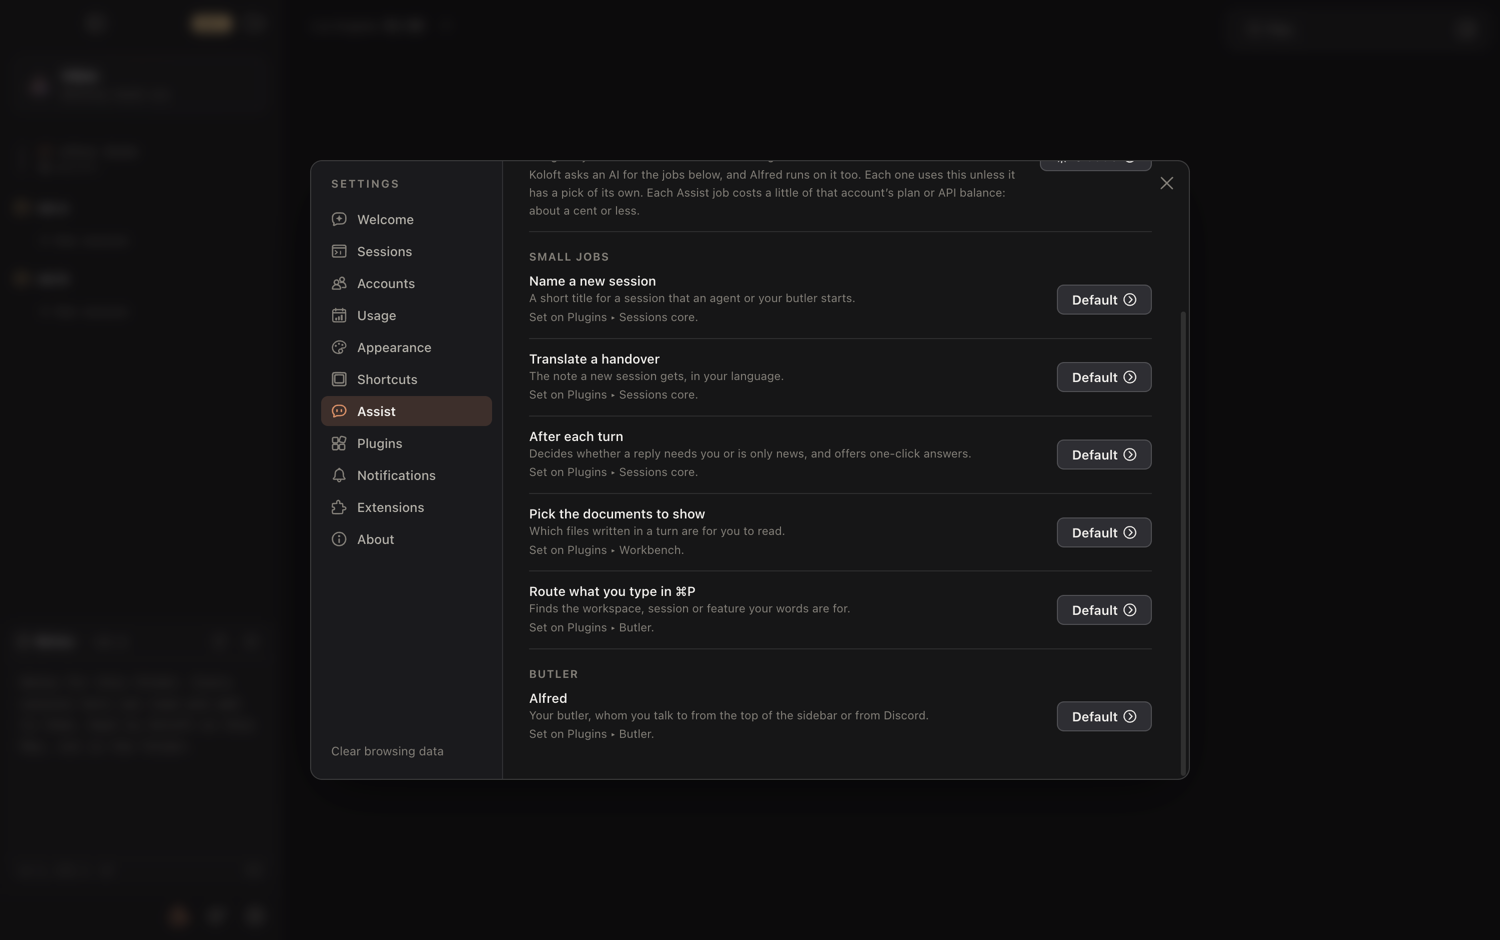 SETTINGS
Welcome
Sessions
Accounts
Usage
Appearance
Shortcuts
Assist
Plugins
Notifications
Extensions
About
Clear browsing data
Koloft asks an AI for the jobs below, and Alfred runs on it too. Each one uses this unless it
has a pick of its own. Each Assist job costs a little of that account's plan or API balance:
about a cent or less.
SMALL JOBS
Name a new session
A short title for a session that an agent or your butler starts.
Set on Plugins ▸ Sessions core.
Default
Translate a handover
The note a new session gets, in your language.
Set on Plugins ▸ Sessions core.
Default
After each turn
Decides whether a reply needs you or is only news, and offers one-click answers.
Set on Plugins ▸ Sessions core.
Default
Pick the documents to show
Which files written in a turn are for you to read.
Set on Plugins ▸ Workbench.
Default
Route what you type in ⌘P
Finds the workspace, session or feature your words are for.
Set on Plugins ▸ Butler.
Default
BUTLER
Alfred
Your butler, whom you talk to from the top of the sidebar or from Discord.
Set on Plugins ▸ Butler.
Default